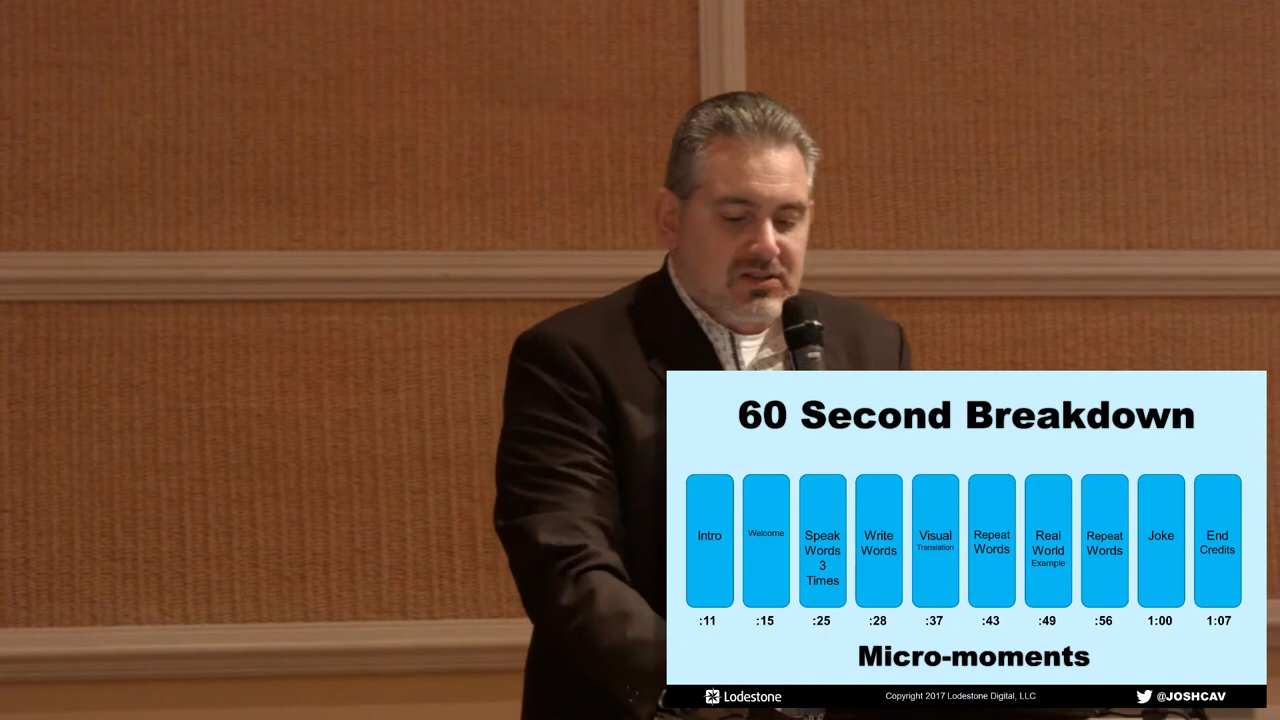 60 Second Breakdown
Intro
Welcome
Speak
Words
3
Times
Write
Words
Visual
Translation
Repeat
Words
Real
World
Example
Repeat
Words
Joke
End
Credits
:11 :15 :25 :28 :37 :43 :49 :56 1:00 1:07
Micro-moments
Lodestone Copyright 2017 Lodestone Digital, LLC @JOSHCAV